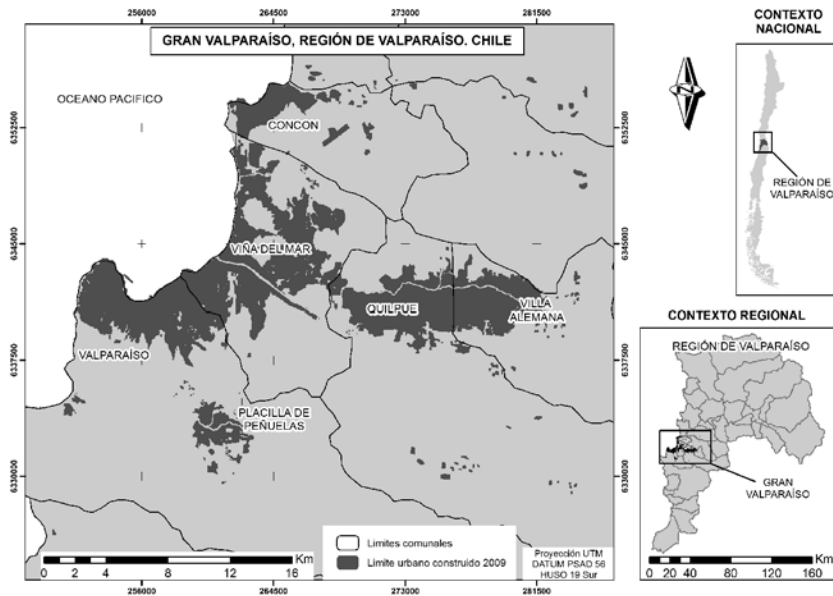 256000 264500 273000 281500
GRAN VALPARAÍSO, REGIÓN DE VALPARAÍSO. CHILE
OCEANO PACIFICO
CONCON
VIÑA DEL MAR
QUILPUE
VILLA
ALEMANA
VALPARAÍSO
PLACILLA DE
PEÑUELAS
6352500
6345000
6337500
6330000
6352500
6345000
6337500
6330000
Km
0 4 8 12 16
Limites comunales
Limite urbano construido 2009
Proyección UTM
DATUM PSAD 56
HUSO 19 Sur
256000 264500 273000 281500
N
CONTEXTO
NACIONAL
REGIÓN DE
VALPARAÍSO
CONTEXTO REGIONAL
REGIÓN DE VALPARAÍSO
GRAN
VALPARAÍSO
Km
0 20 40 80 120 160